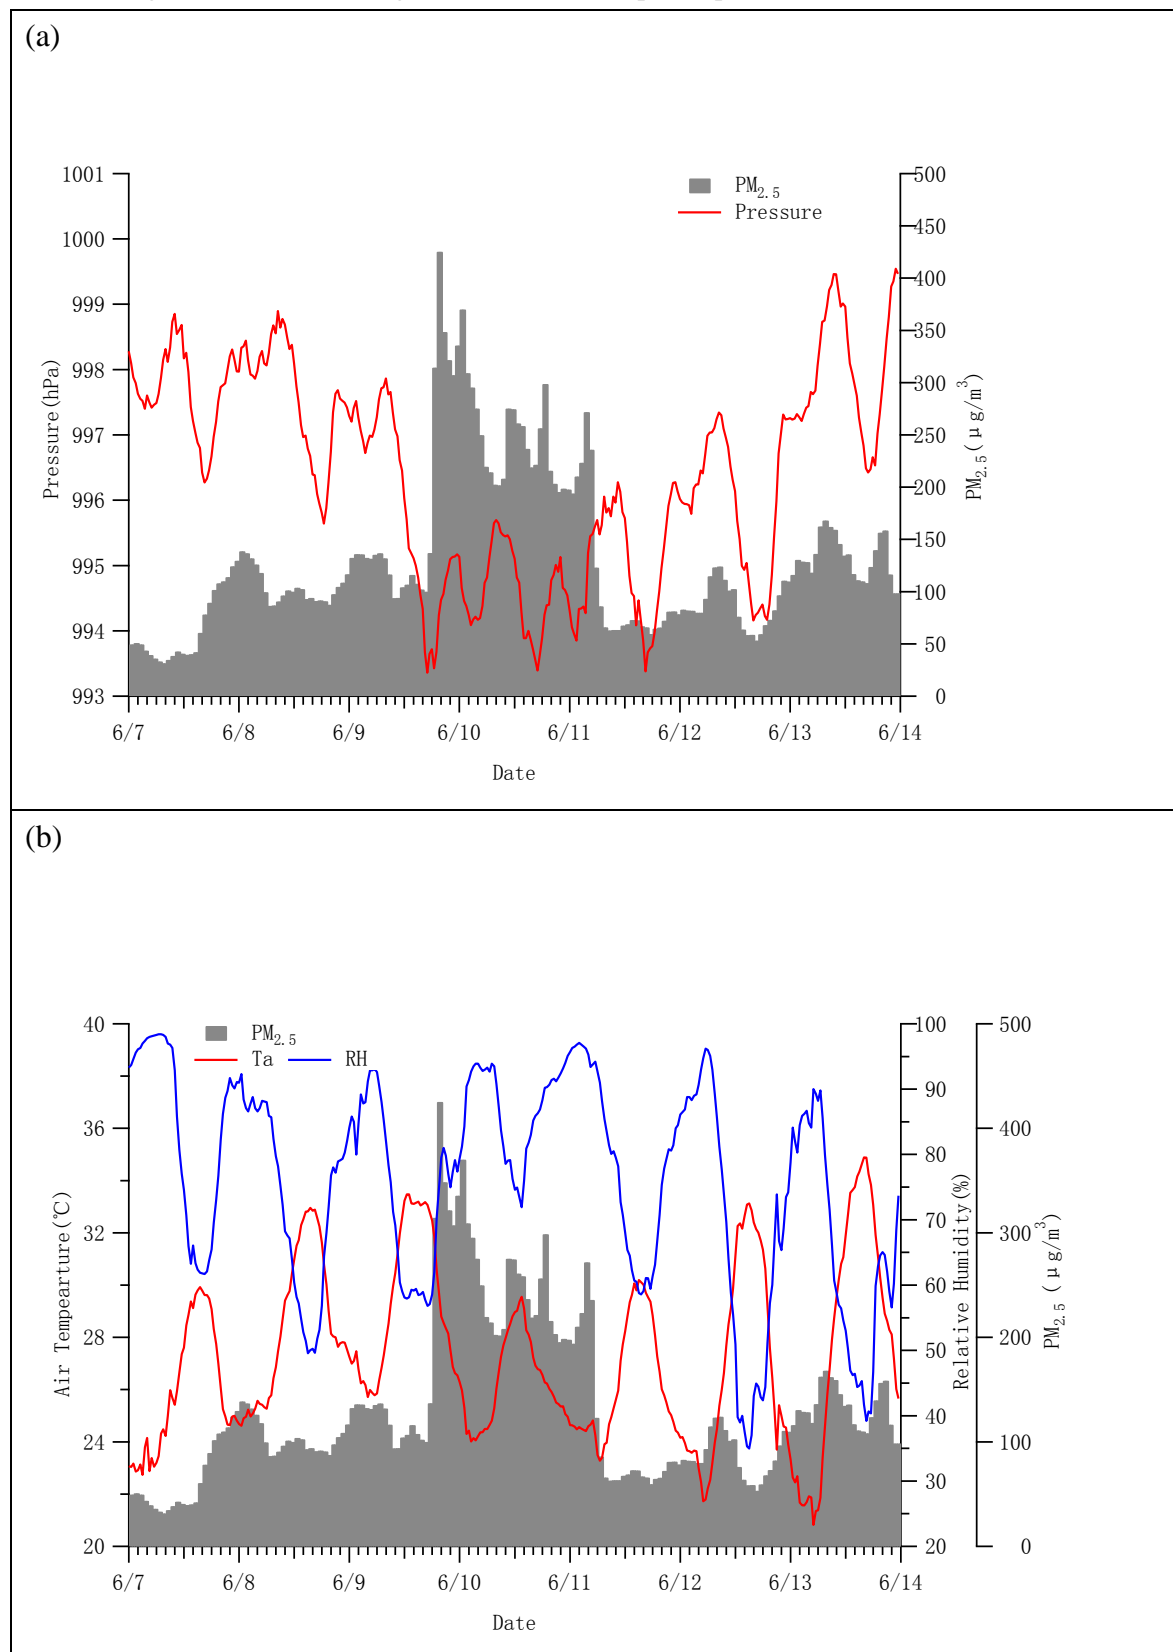 (a)
1001
1000
999
998
997
996
995
994
993
Pressure(hPa)
PM2.5
Pressure
500
450
400
350
300
250
200
150
100
50
0
PM2.5(μg/m3)
6/7 6/8 6/9 6/10 6/11 6/12 6/13 6/14
Date
(b)
40
36
32
28
24
20
Air Tempearture(℃)
PM2.5
Ta RH
100
90
80
70
60
50
40
30
20
Relative Humidity(%)
500
400
300
200
100
0
PM2.5 (μg/m3)
6/7 6/8 6/9 6/10 6/11 6/12 6/13 6/14
Date